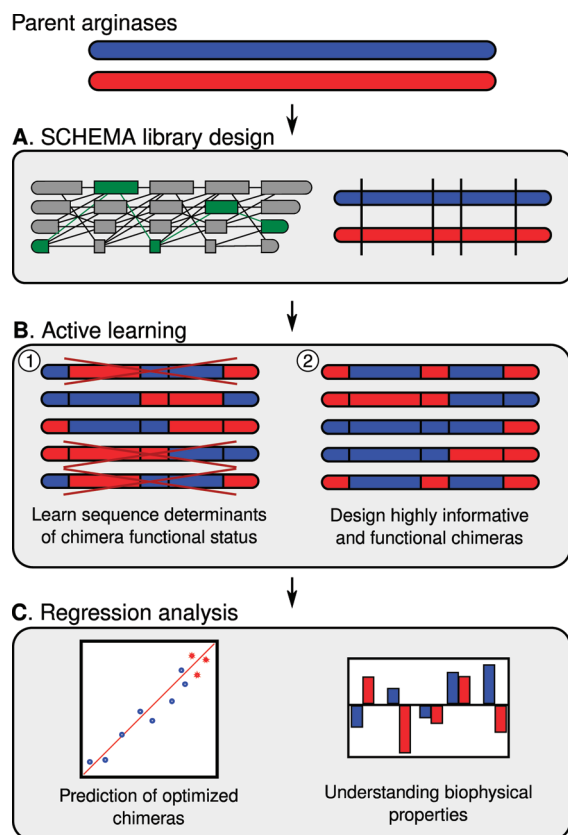 Parent arginases
A. SCHEMA library design
B. Active learning
1
2
Learn sequence determinants
of chimera functional status
Design highly informative
and functional chimeras
C. Regression analysis
Prediction of optimized
chimeras
Understanding biophysical
properties